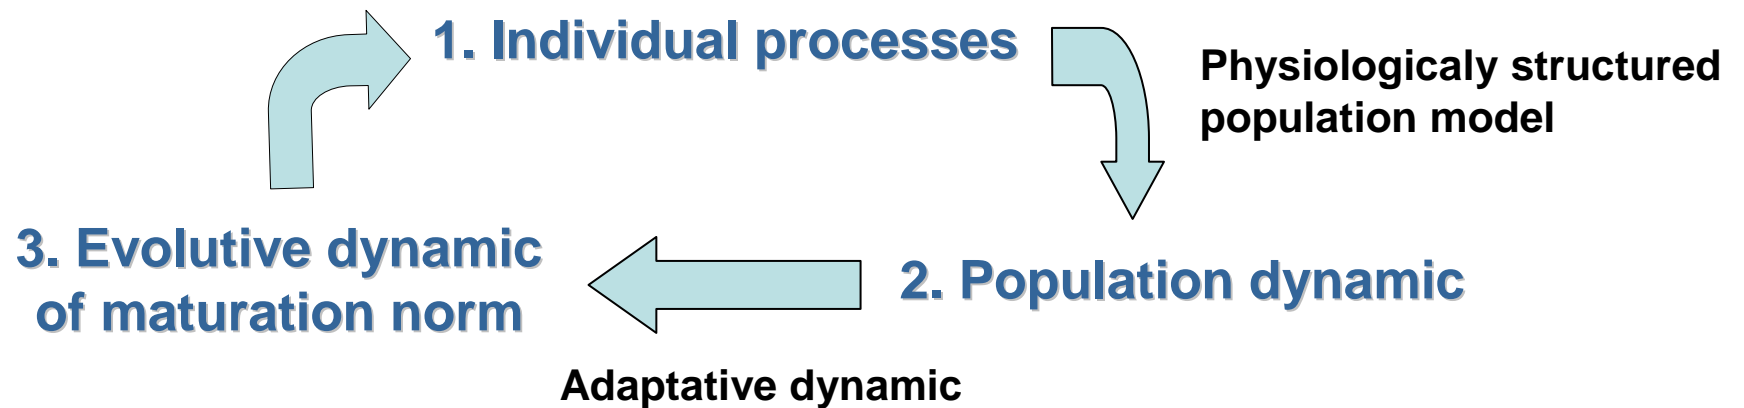 1. Individual processes
Physiologicaly structured
population model
2. Population dynamic
3. Evolutive dynamic
of maturation norm
Adaptative dynamic